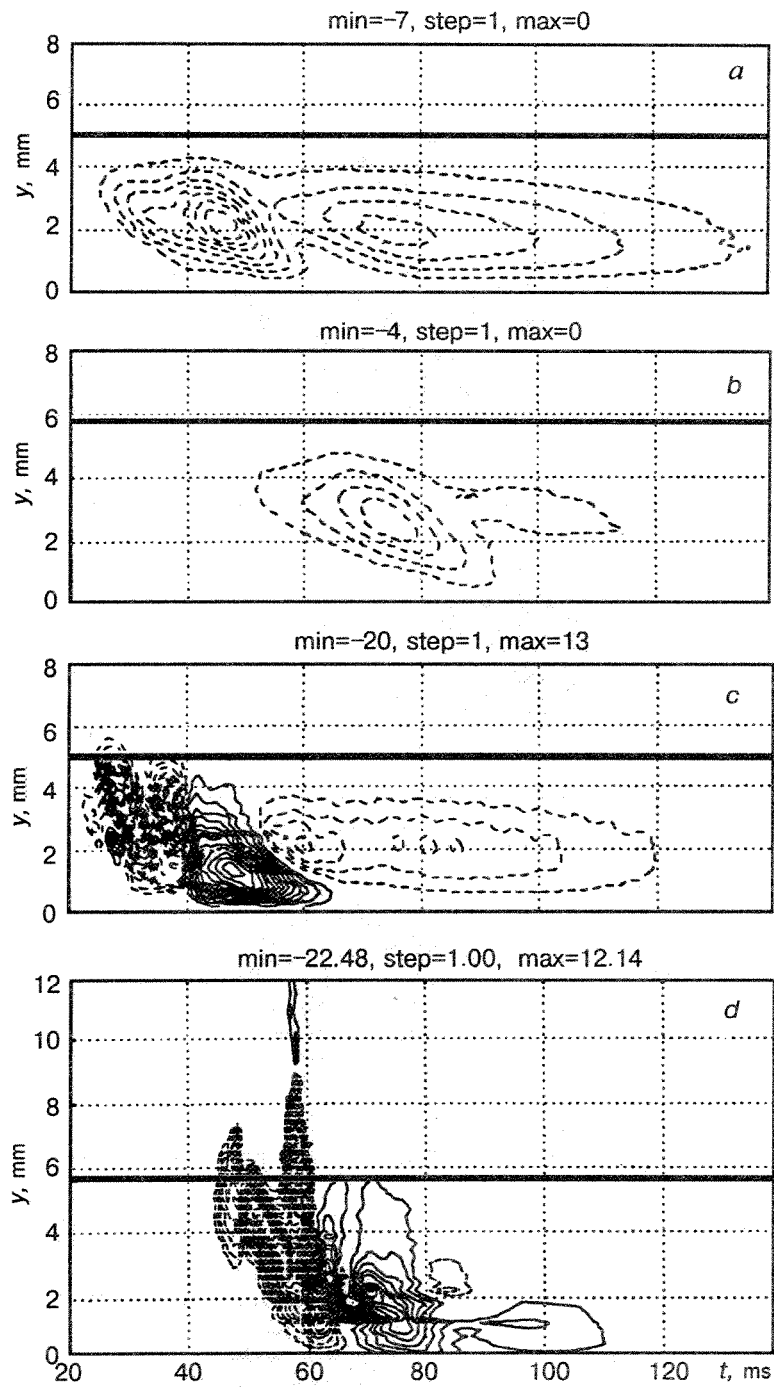 min=−7, step=1, max=0
a
8
6
4
2
0
y, mm
min=−4, step=1, max=0
b
8
6
4
2
0
y, mm
min=−20, step=1, max=13
c
8
6
4
2
0
y, mm
min=−22.48, step=1.00, max=12.14
d
12
10
8
6
4
2
0
y, mm
20 40 60 80 100 120 t, ms